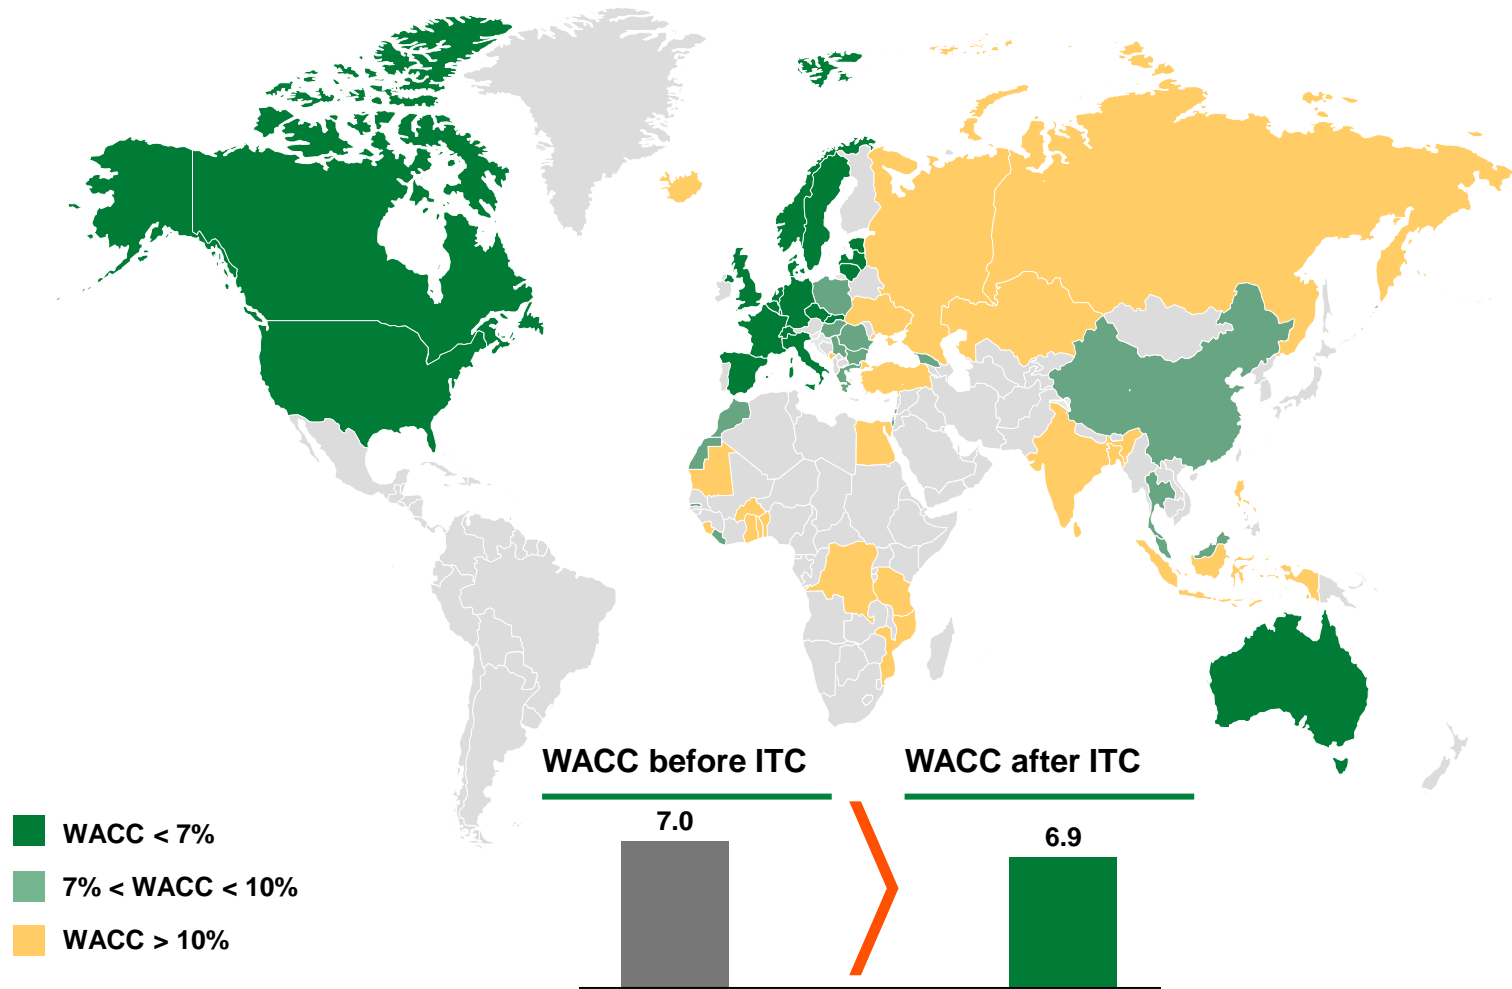 WACC before ITC
WACC after ITC
7.0
6.9
WACC < 7%
7% < WACC < 10%
WACC > 10%